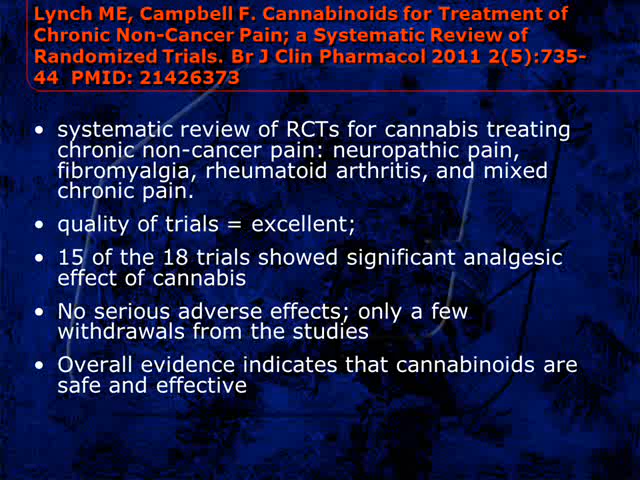 Lynch ME, Campbell F. Cannabinoids for Treatment of
Chronic Non-Cancer Pain; a Systematic Review of
Randomized Trials. Br J Clin Pharmacol 2011 2(5):735-
44  PMID: 21426373
• systematic review of RCTs for cannabis treating
chronic non-cancer pain: neuropathic pain,
fibromyalgia, rheumatoid arthritis, and mixed
chronic pain.
• quality of trials = excellent;
• 15 of the 18 trials showed significant analgesic
effect of cannabis
• No serious adverse effects; only a few
withdrawals from the studies
• Overall evidence indicates that cannabinoids are
safe and effective